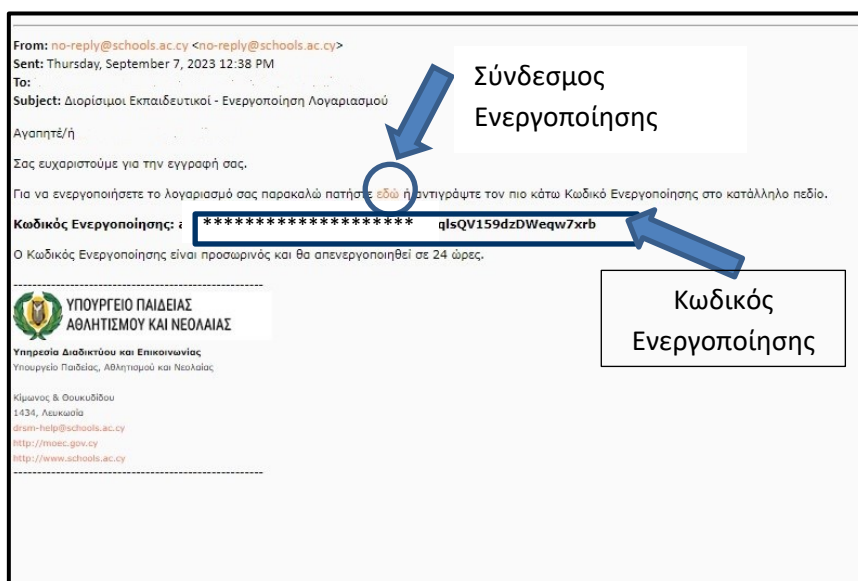 From: no-reply@schools.ac.cy <no-reply@schools.ac.cy>
Sent: Thursday, September 7, 2023 12:38 PM
To:
Subject: Διορίσιμοι Εκπαιδευτικοί - Ενεργοποίηση Λογαριασμού
Αγαπητέ/ή
Σας ευχαριστούμε για την εγγραφή σας.
Για να ενεργοποιήσετε το λογαριασμό σας παρακαλώ πατήστε εδώ ή αντιγράψτε τον πιο κάτω Κωδικό Ενεργοποίησης στο κατάλληλο πεδίο.
Κωδικός Ενεργοποίησης: ******************** qlsQV159dzDWeqw7xrb
Ο Κωδικός Ενεργοποίησης είναι προσωρινός και θα απενεργοποιηθεί σε 24 ώρες.
ΥΠΟΥΡΓΕΙΟ ΠΑΙΔΕΙΑΣ
ΑΘΛΗΤΙΣΜΟΥ ΚΑΙ ΝΕΟΛΑΙΑΣ
Υπηρεσία Διαδικτύου και Επικοινωνίας
Υπουργείο Παιδείας, Αθλητισμού και Νεολαίας
Κίμωνος & Θουκυδίδου
1434, Λευκωσία
drsm-help@schools.ac.cy
http://moec.gov.cy
http://www.schools.ac.cy
Σύνδεσμος
Ενεργοποίησης
Κωδικός
Ενεργοποίησης